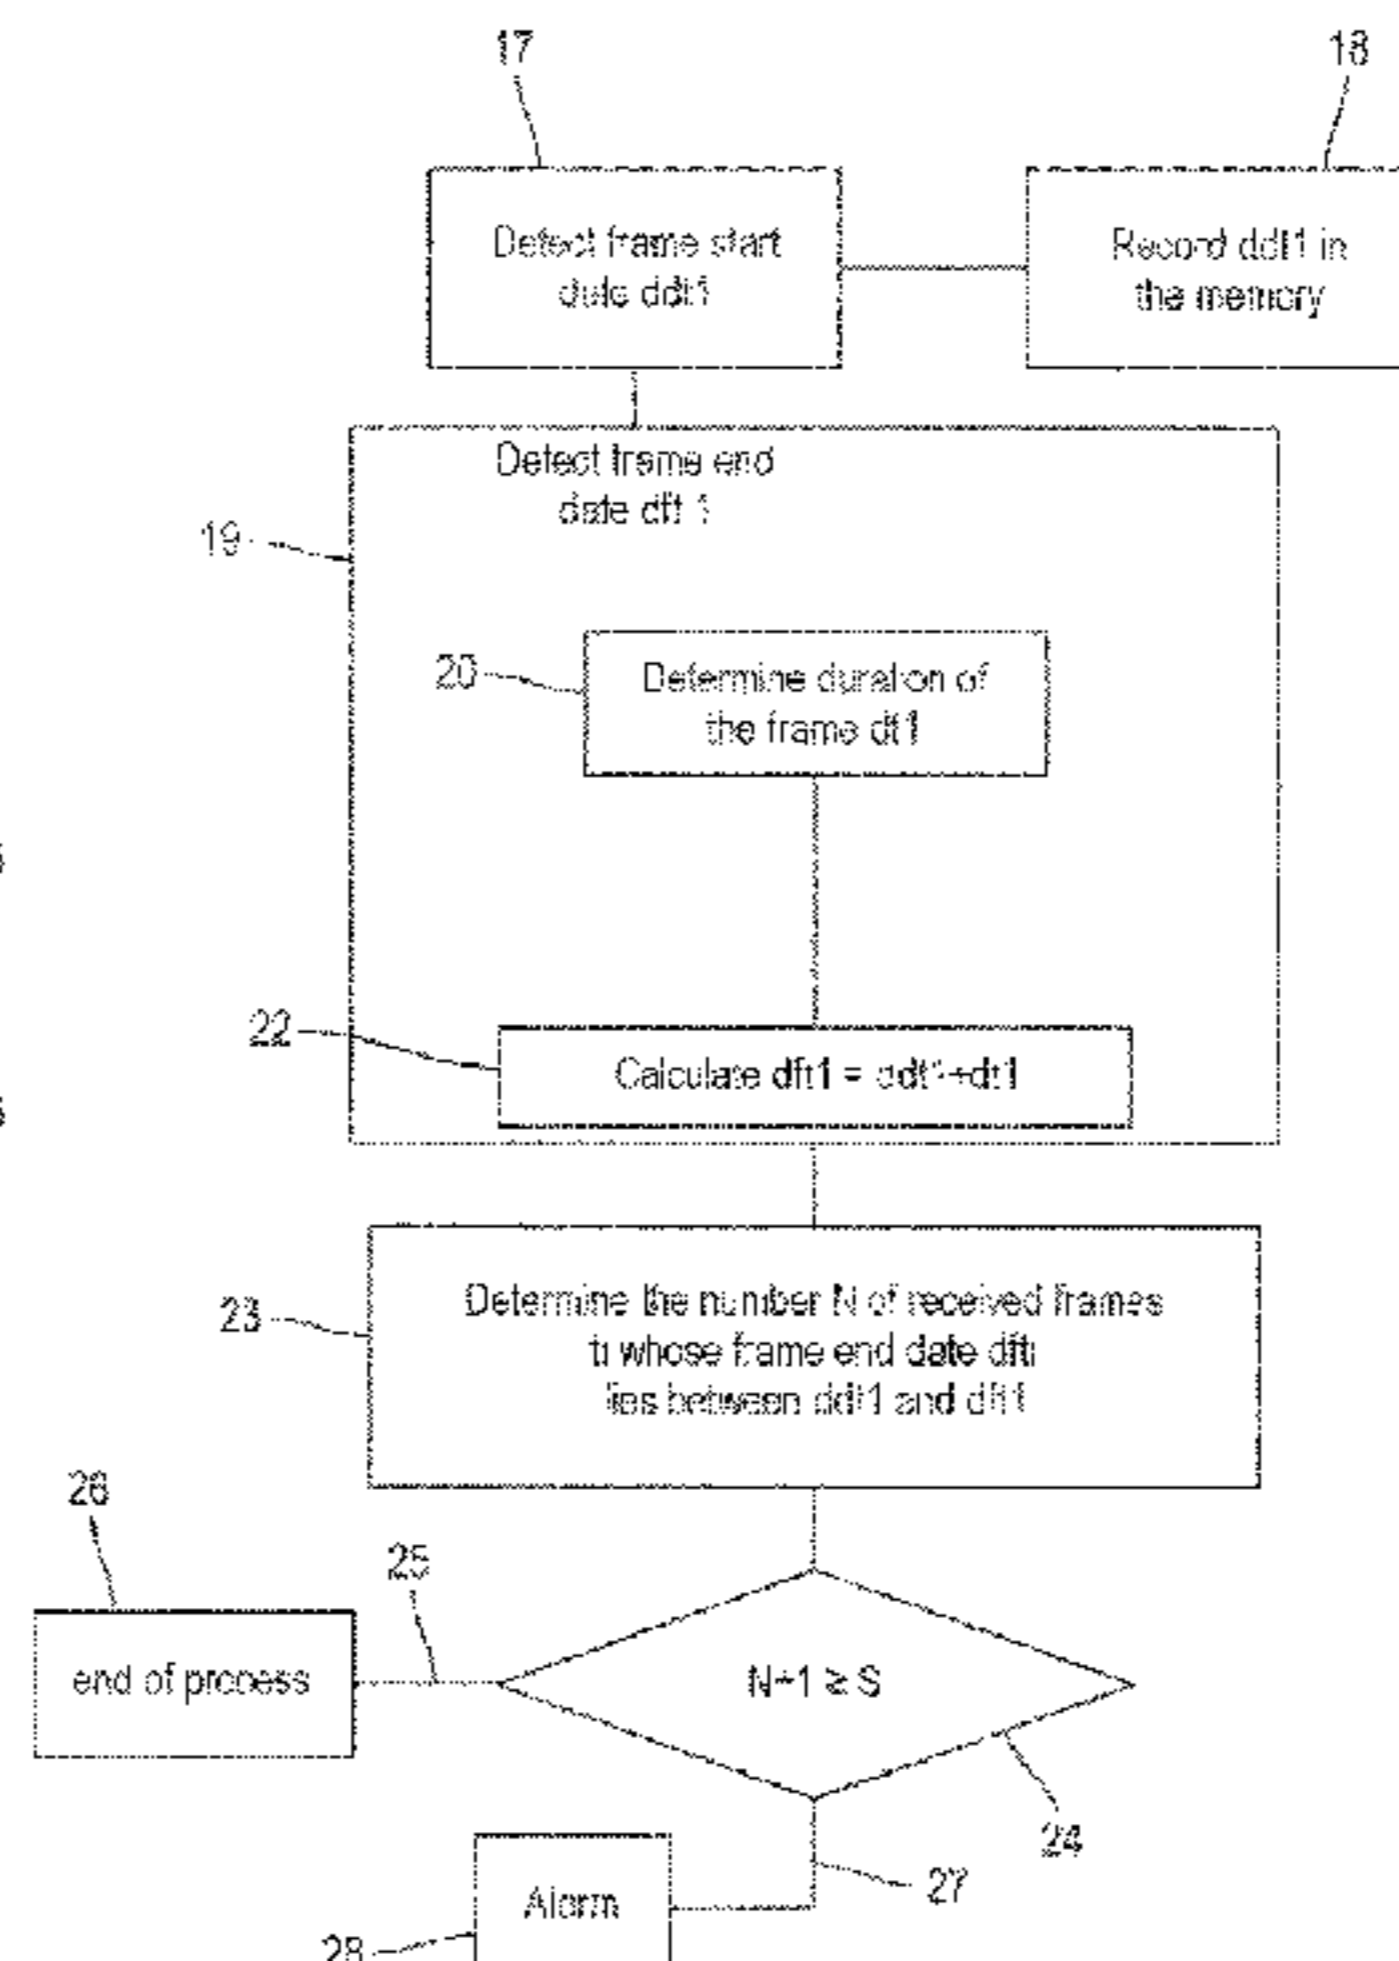 17
18
Detect frame start
date ddt1
Record ddt1 in
the memory
Detect frame end
date dft1
19
20
Determine duration of
the frame dt1
22
Calculate dft1 = ddt1+dt1
23
Determine the number N of received frames
ti whose frame end date dfti
lies between ddt1 and dft1
26
25
end of process
N+1 ≥ S
24
27
Alarm
28